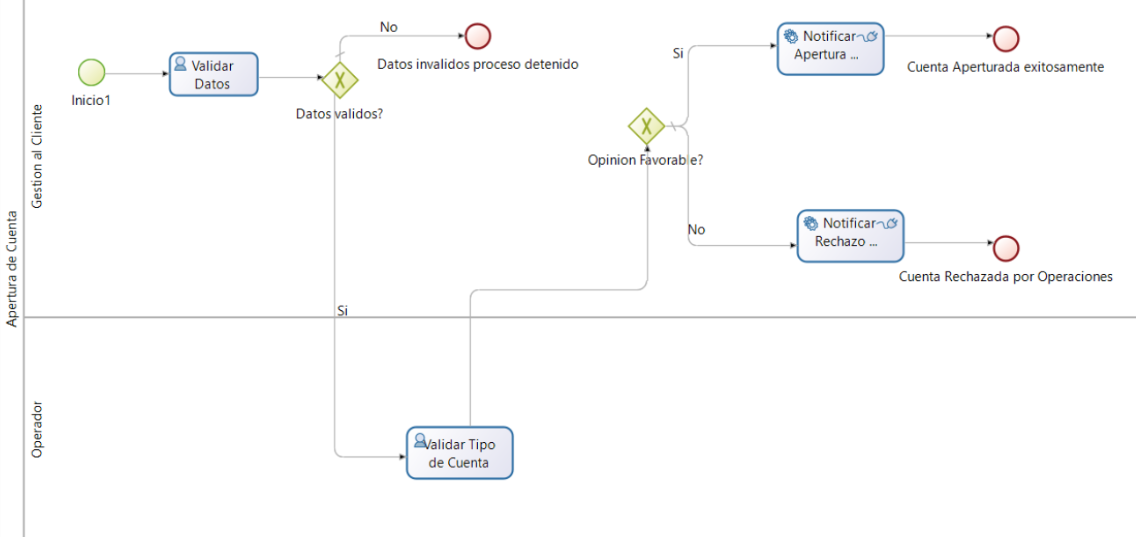 Apertura de Cuenta
Gestion al Cliente
Inicio1
Validar
Datos
Datos validos?
No
Datos invalidos proceso detenido
Si
Opinion Favorable?
Si
Notificar
Apertura ...
Cuenta Aperturada exitosamente
No
Notificar
Rechazo ...
Cuenta Rechazada por Operaciones
Operador
Validar Tipo
de Cuenta